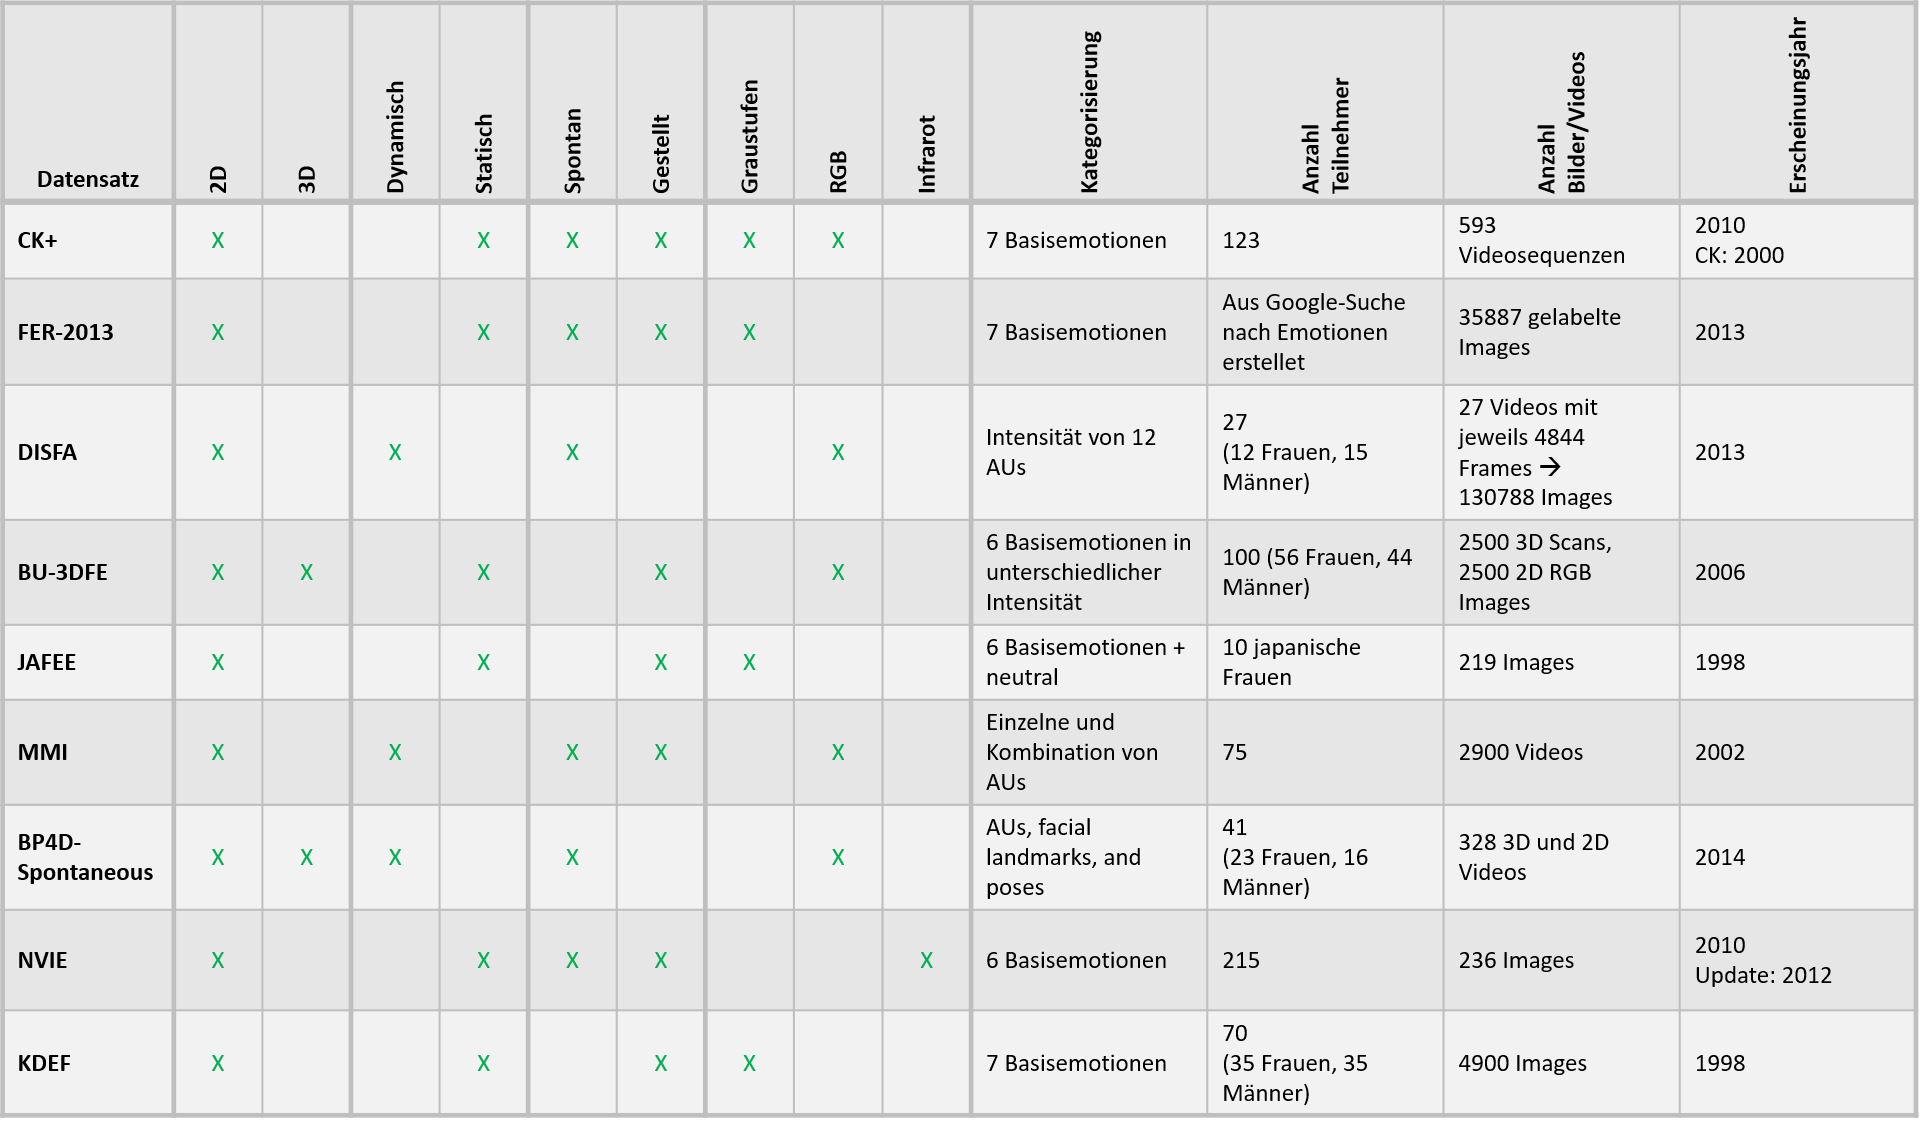 Datensatz
2D
3D
Dynamisch
Statisch
Spontan
Gestellt
Graustufen
RGB
Infrarot
Kategorisierung
Anzahl
Teilnehmer
Anzahl
Bilder/Videos
Erscheinungsjahr
CK+
X
X
X
X
X
X
7 Basisemotionen
123
593
Videosequenzen
2010
CK: 2000
FER-2013
X
X
X
X
X
7 Basisemotionen
Aus Google-Suche
nach Emotionen
erstellet
35887 gelabelte
Images
2013
DISFA
X
X
X
X
Intensität von 12
AUs
27
(12 Frauen, 15
Männer)
27 Videos mit
jeweils 4844
Frames →
130788 Images
2013
BU-3DFE
X
X
X
X
X
6 Basisemotionen in
unterschiedlicher
Intensität
100 (56 Frauen, 44
Männer)
2500 3D Scans,
2500 2D RGB
Images
2006
JAFEE
X
X
X
X
6 Basisemotionen +
neutral
10 japanische
Frauen
219 Images
1998
MMI
X
X
X
X
X
Einzelne und
Kombination von
AUs
75
2900 Videos
2002
BP4D-
Spontaneous
X
X
X
X
X
AUs, facial
landmarks, and
poses
41
(23 Frauen, 16
Männer)
328 3D und 2D
Videos
2014
NVIE
X
X
X
X
X
6 Basisemotionen
215
236 Images
2010
Update: 2012
KDEF
X
X
X
X
7 Basisemotionen
70
(35 Frauen, 35
Männer)
4900 Images
1998